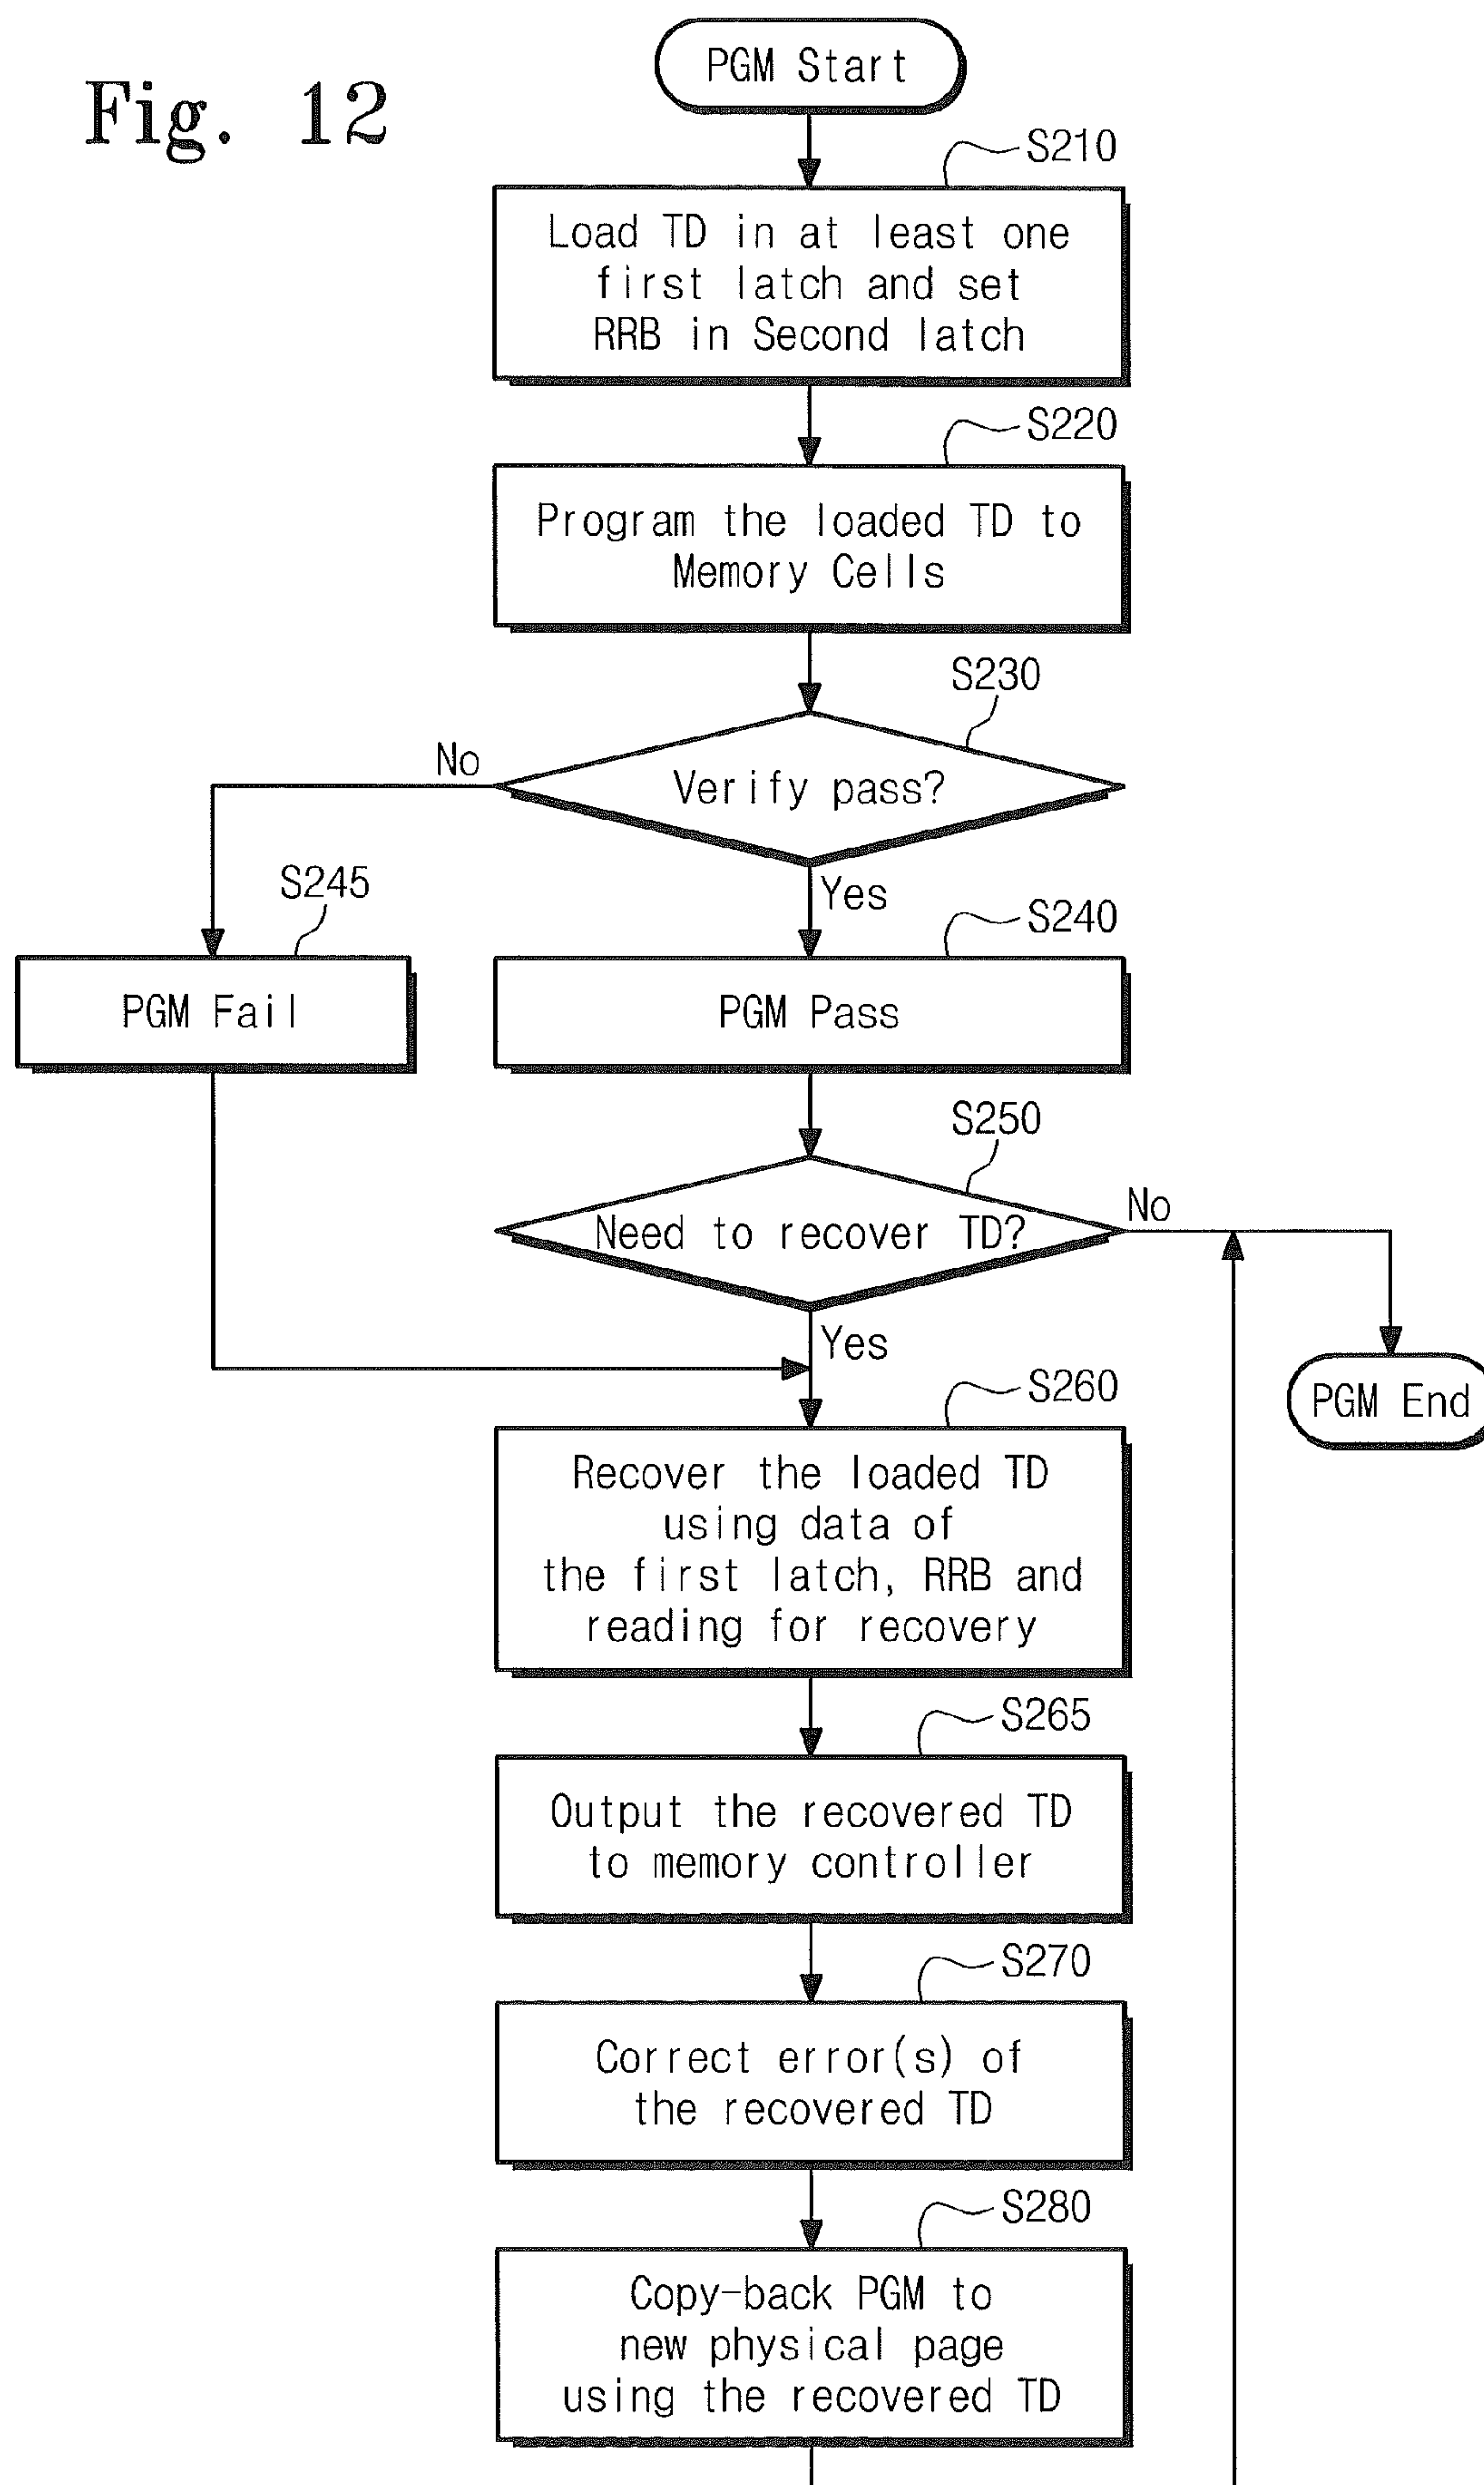 Fig. 12
PGM Start
S210
Load TD in at least one
first latch and set
RRB in Second latch
S220
Program the loaded TD to
Memory Cells
S230
No
Verify pass?
Yes
S245
S240
PGM Fail
PGM Pass
S250
Need to recover TD?
No
Yes
PGM End
S260
Recover the loaded TD
using data of
the first latch, RRB and
reading for recovery
S265
Output the recovered TD
to memory controller
S270
Correct error(s) of
the recovered TD
S280
Copy-back PGM to
new physical page
using the recovered TD